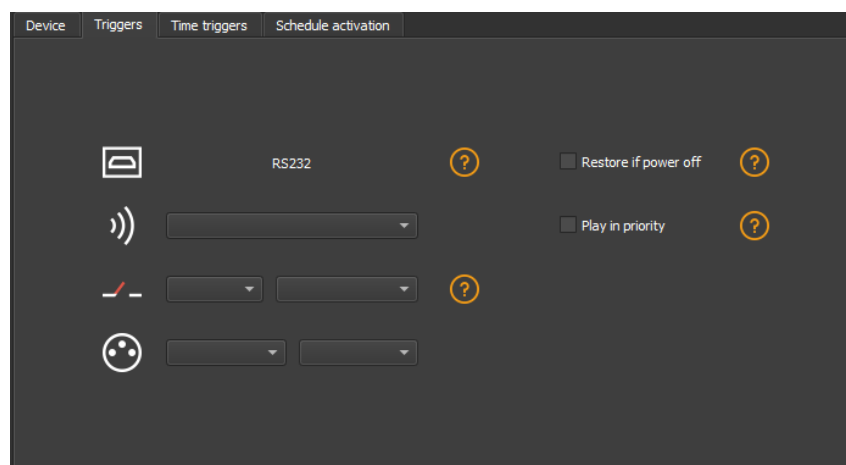 Device Triggers Time triggers Schedule activation
RS232 ? Restore if power off ?
Play in priority ?
?